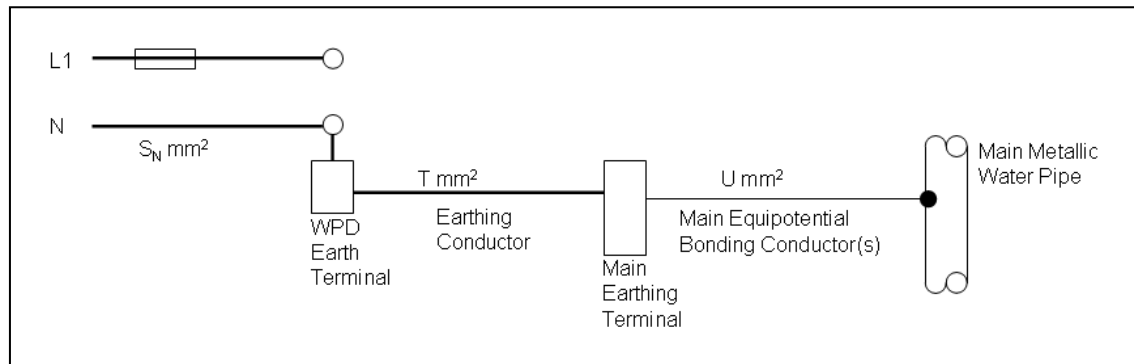 L1
N
S_N mm²
T mm²
U mm²
Main Metallic
Water Pipe
WPD
Earth
Terminal
Earthing
Conductor
Main Equipotential
Bonding Conductor(s)
Main
Earthing
Terminal